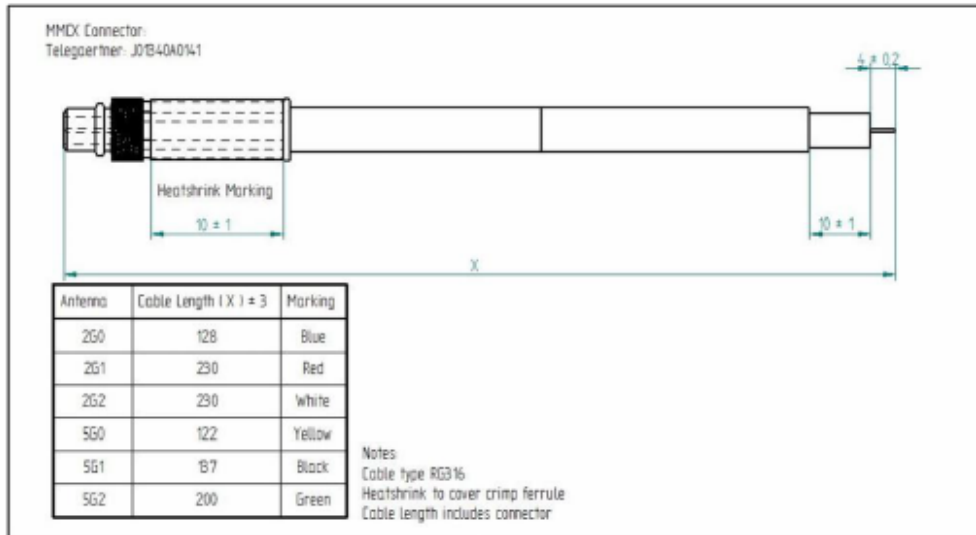 MMCX Connector:
Telegaertner: J01340A0141
4 ± 0,2
Heatshrink Marking
10 ± 1
10 ± 1
X
Antenna Cable Length ( X ) ± 3 Marking
2G0 128 Blue
2G1 230 Red
2G2 230 White
5G0 122 Yellow
5G1 137 Black
5G2 200 Green
Notes
Cable type RG316
Heatshrink to cover crimp ferrule
Cable length includes connector